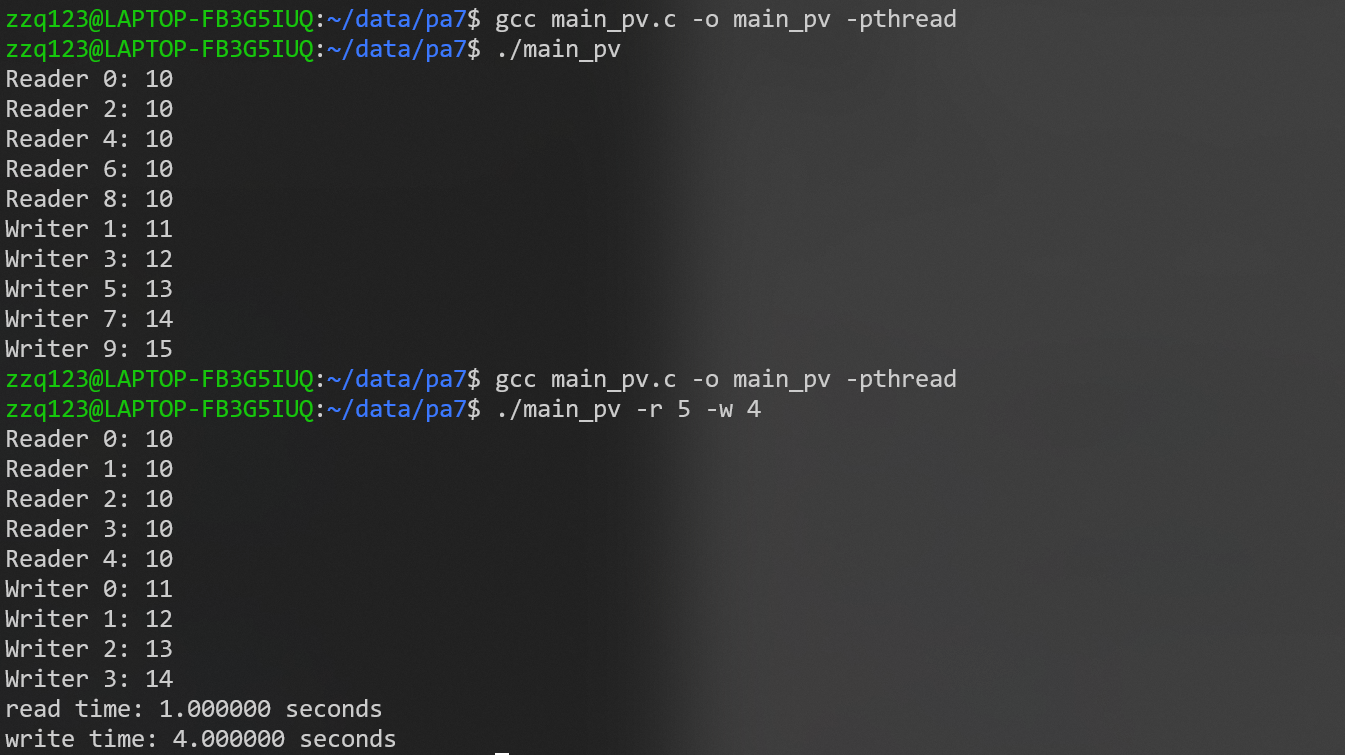 zzq123@LAPTOP-FB3G5IUQ:~/data/pa7$ gcc main_pv.c -o main_pv -pthread
zzq123@LAPTOP-FB3G5IUQ:~/data/pa7$ ./main_pv
Reader 0: 10
Reader 2: 10
Reader 4: 10
Reader 6: 10
Reader 8: 10
Writer 1: 11
Writer 3: 12
Writer 5: 13
Writer 7: 14
Writer 9: 15
zzq123@LAPTOP-FB3G5IUQ:~/data/pa7$ gcc main_pv.c -o main_pv -pthread
zzq123@LAPTOP-FB3G5IUQ:~/data/pa7$ ./main_pv -r 5 -w 4
Reader 0: 10
Reader 1: 10
Reader 2: 10
Reader 3: 10
Reader 4: 10
Writer 0: 11
Writer 1: 12
Writer 2: 13
Writer 3: 14
read time: 1.000000 seconds
write time: 4.000000 seconds